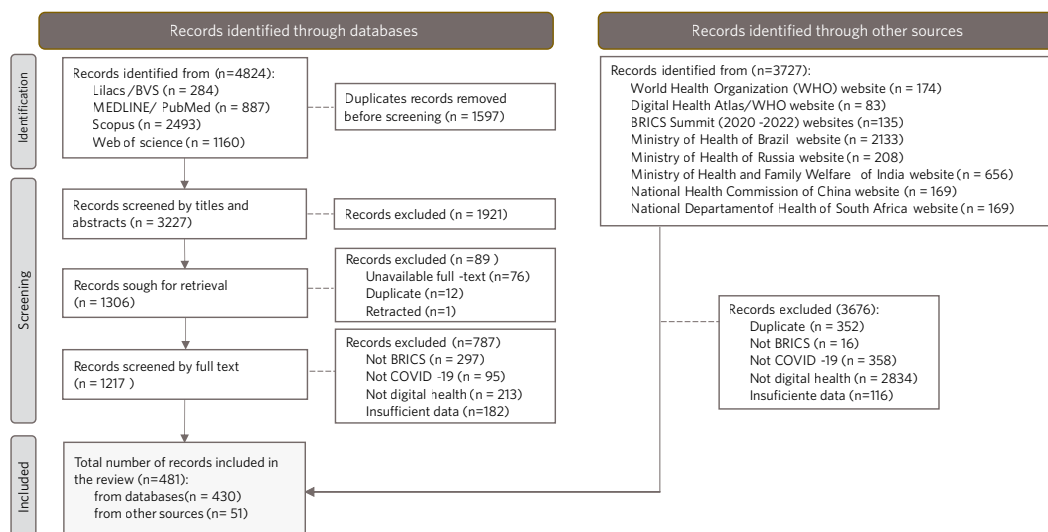 Records identified through databases
Records identified through other sources
Identification
Records identified from (n=4824):
Lilacs/BVS (n = 284)
MEDLINE/ PubMed (n = 887)
Scopus (n = 2493)
Web of science (n = 1160)
Duplicates records removed
before screening (n = 1597)
Records identified from (n=3727):
World Health Organization (WHO) website (n = 174)
Digital Health Atlas/WHO website (n = 83)
BRICS Summit (2020 -2022) websites (n=135)
Ministry of Health of Brazil website (n = 2133)
Ministry of Health of Russia website (n = 208)
Ministry of Health and Family Welfare of India website (n = 656)
National Health Commission of China website (n = 169)
National Departamentof Health of South Africa website (n = 169)
Screening
Records screened by titles and
abstracts (n = 3227)
Records excluded (n = 1921)
Records sough for retrieval
(n = 1306)
Records excluded (n =89 )
Unavailable full -text (n=76)
Duplicate (n=12)
Retracted (n=1)
Records screened by full text
(n = 1217 )
Records excluded (n=787)
Not BRICS (n = 297)
Not COVID -19 (n = 95)
Not digital health (n = 213)
Insufficient data (n=182)
Records excluded (3676):
Duplicate (n = 352)
Not BRICS (n = 16)
Not COVID -19 (n = 358)
Not digital health (n = 2834)
Insuficiente data (n=116)
Included
Total number of records included in
the review (n=481):
from databases(n = 430)
from other sources (n= 51)